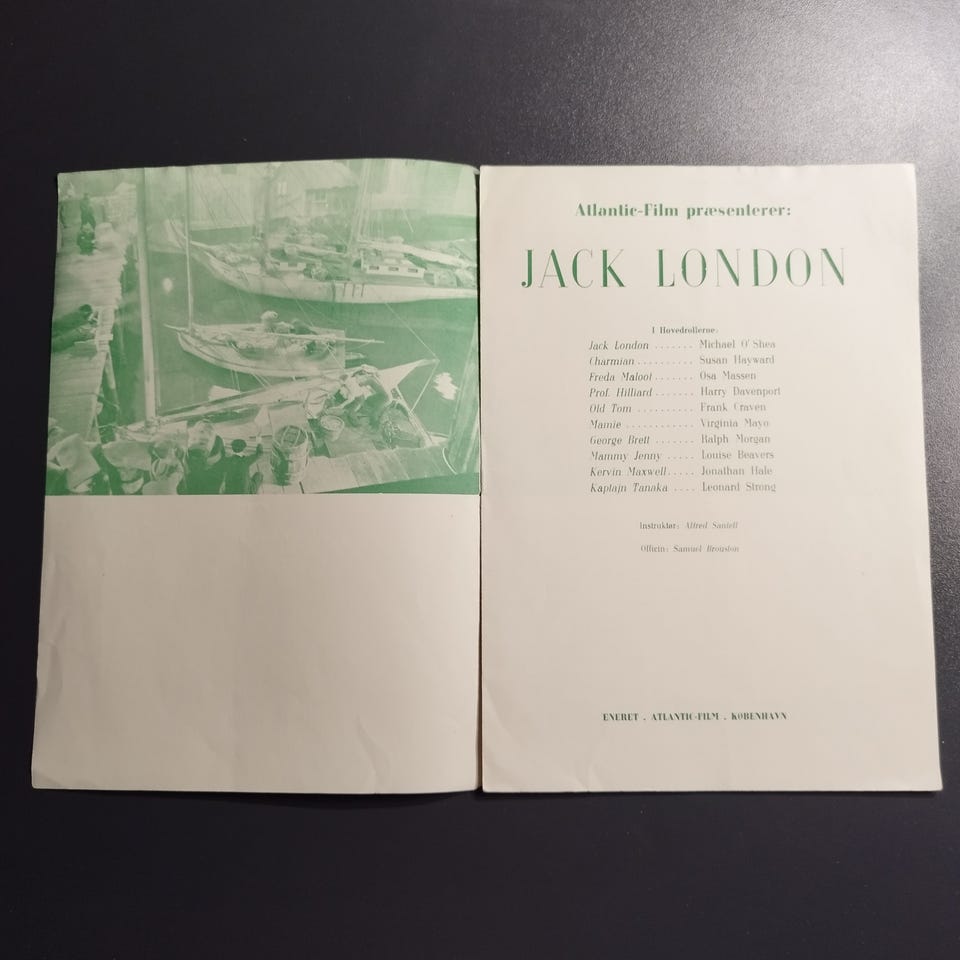 Atlantic-Film præsenterer:
JACK LONDON
I Hovedrollerne:
Jack London ....... Michael O'Shea
Charmian .......... Susan Hayward
Freda Maloof ....... Osa Massen
Prof. Hilliard ....... Harry Davenport
Old Tom .......... Frank Craven
Mamie ............ Virginia Mayo
George Brett ....... Ralph Morgan
Mammy Jenny ..... Louise Beavers
Kervin Maxwell ..... Jonathan Hale
Kaptajn Tanaka .... Leonard Strong
Instruktør: Alfred Santell
Officin: Samuel Brouston
ENERET . ATLANTIC-FILM . KØBENHAVN